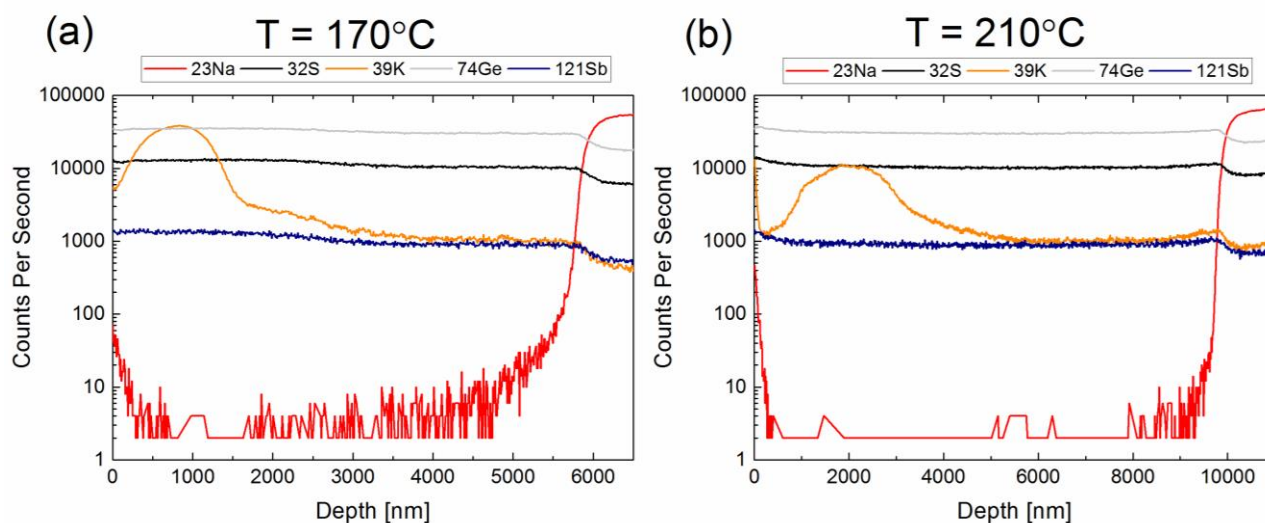 (a) T = 170°C
23Na 32S 39K 74Ge 121Sb
100000
10000
1000
100
10
1
Counts Per Second
0 1000 2000 3000 4000 5000 6000
Depth [nm]
(b) T = 210°C
23Na 32S 39K 74Ge 121Sb
100000
10000
1000
100
10
1
Counts Per Second
0 2000 4000 6000 8000 10000
Depth [nm]